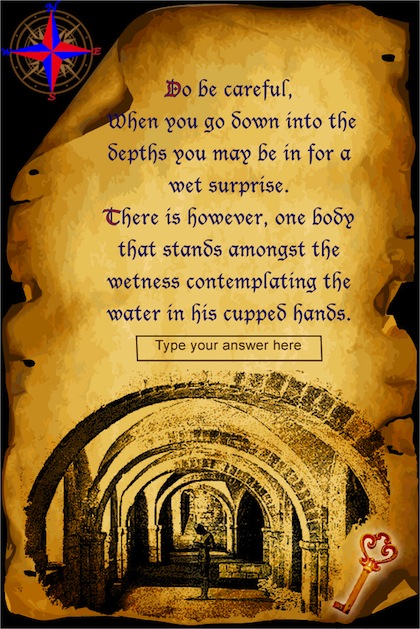 N
W E
S
Do be careful,
When you go down into the
depths you may be in for a
wet surprise.
There is however, one body
that stands amongst the
wetness contemplating the
water in his cupped hands.
Type your answer here